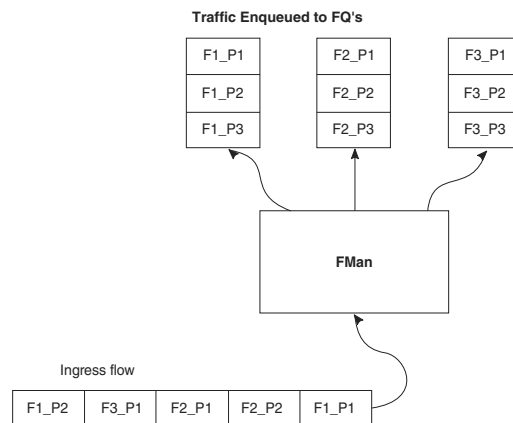 Traffic Enqueued to FQ's
F1_P1 F2_P1 F3_P1
F1_P2 F2_P2 F3_P2
F1_P3 F2_P3 F3_P3
FMan
Ingress flow
F1_P2 F3_P1 F2_P1 F2_P2 F1_P1